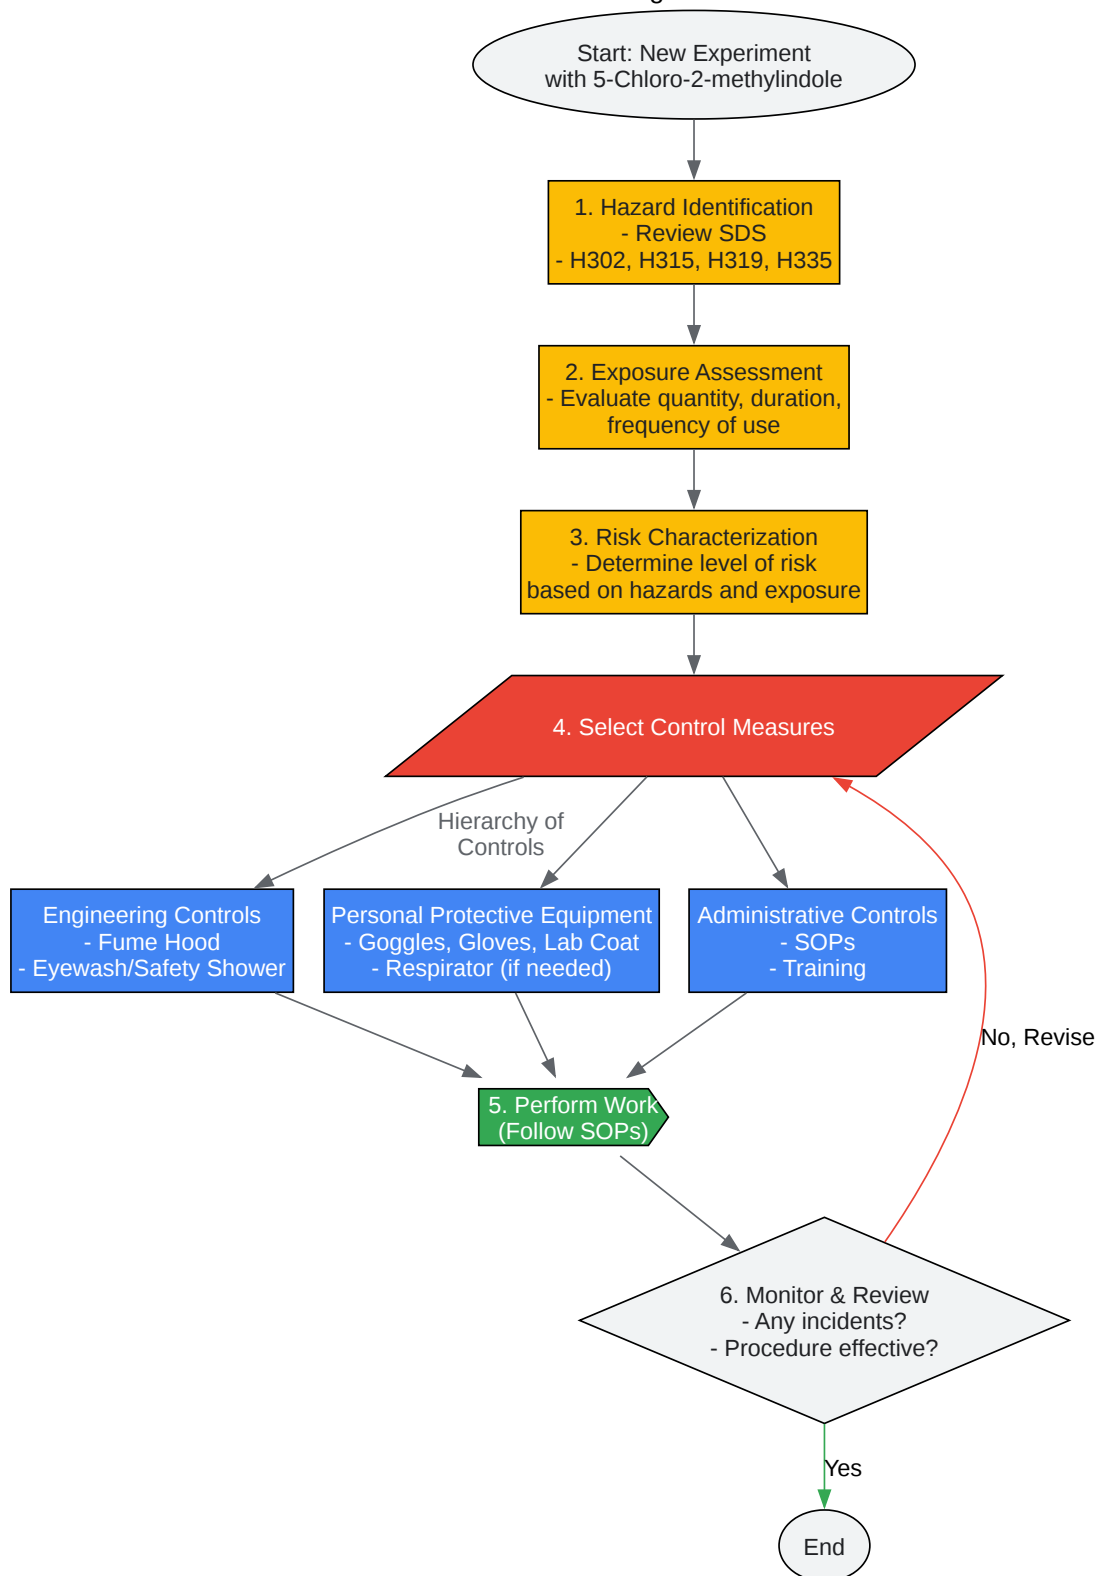 Start: New Experiment
with 5-Chloro-2-methylindole
1. Hazard Identification
- Review SDS
- H302, H315, H319, H335
2. Exposure Assessment
- Evaluate quantity, duration,
frequency of use
3. Risk Characterization
- Determine level of risk
based on hazards and exposure
4. Select Control Measures
Hierarchy of
Controls
Engineering Controls
- Fume Hood
- Eyewash/Safety Shower
Personal Protective Equipment
- Goggles, Gloves, Lab Coat
- Respirator (if needed)
Administrative Controls
- SOPs
- Training
No, Revise
5. Perform Work
(Follow SOPs)
6. Monitor & Review
- Any incidents?
- Procedure effective?
Yes
End